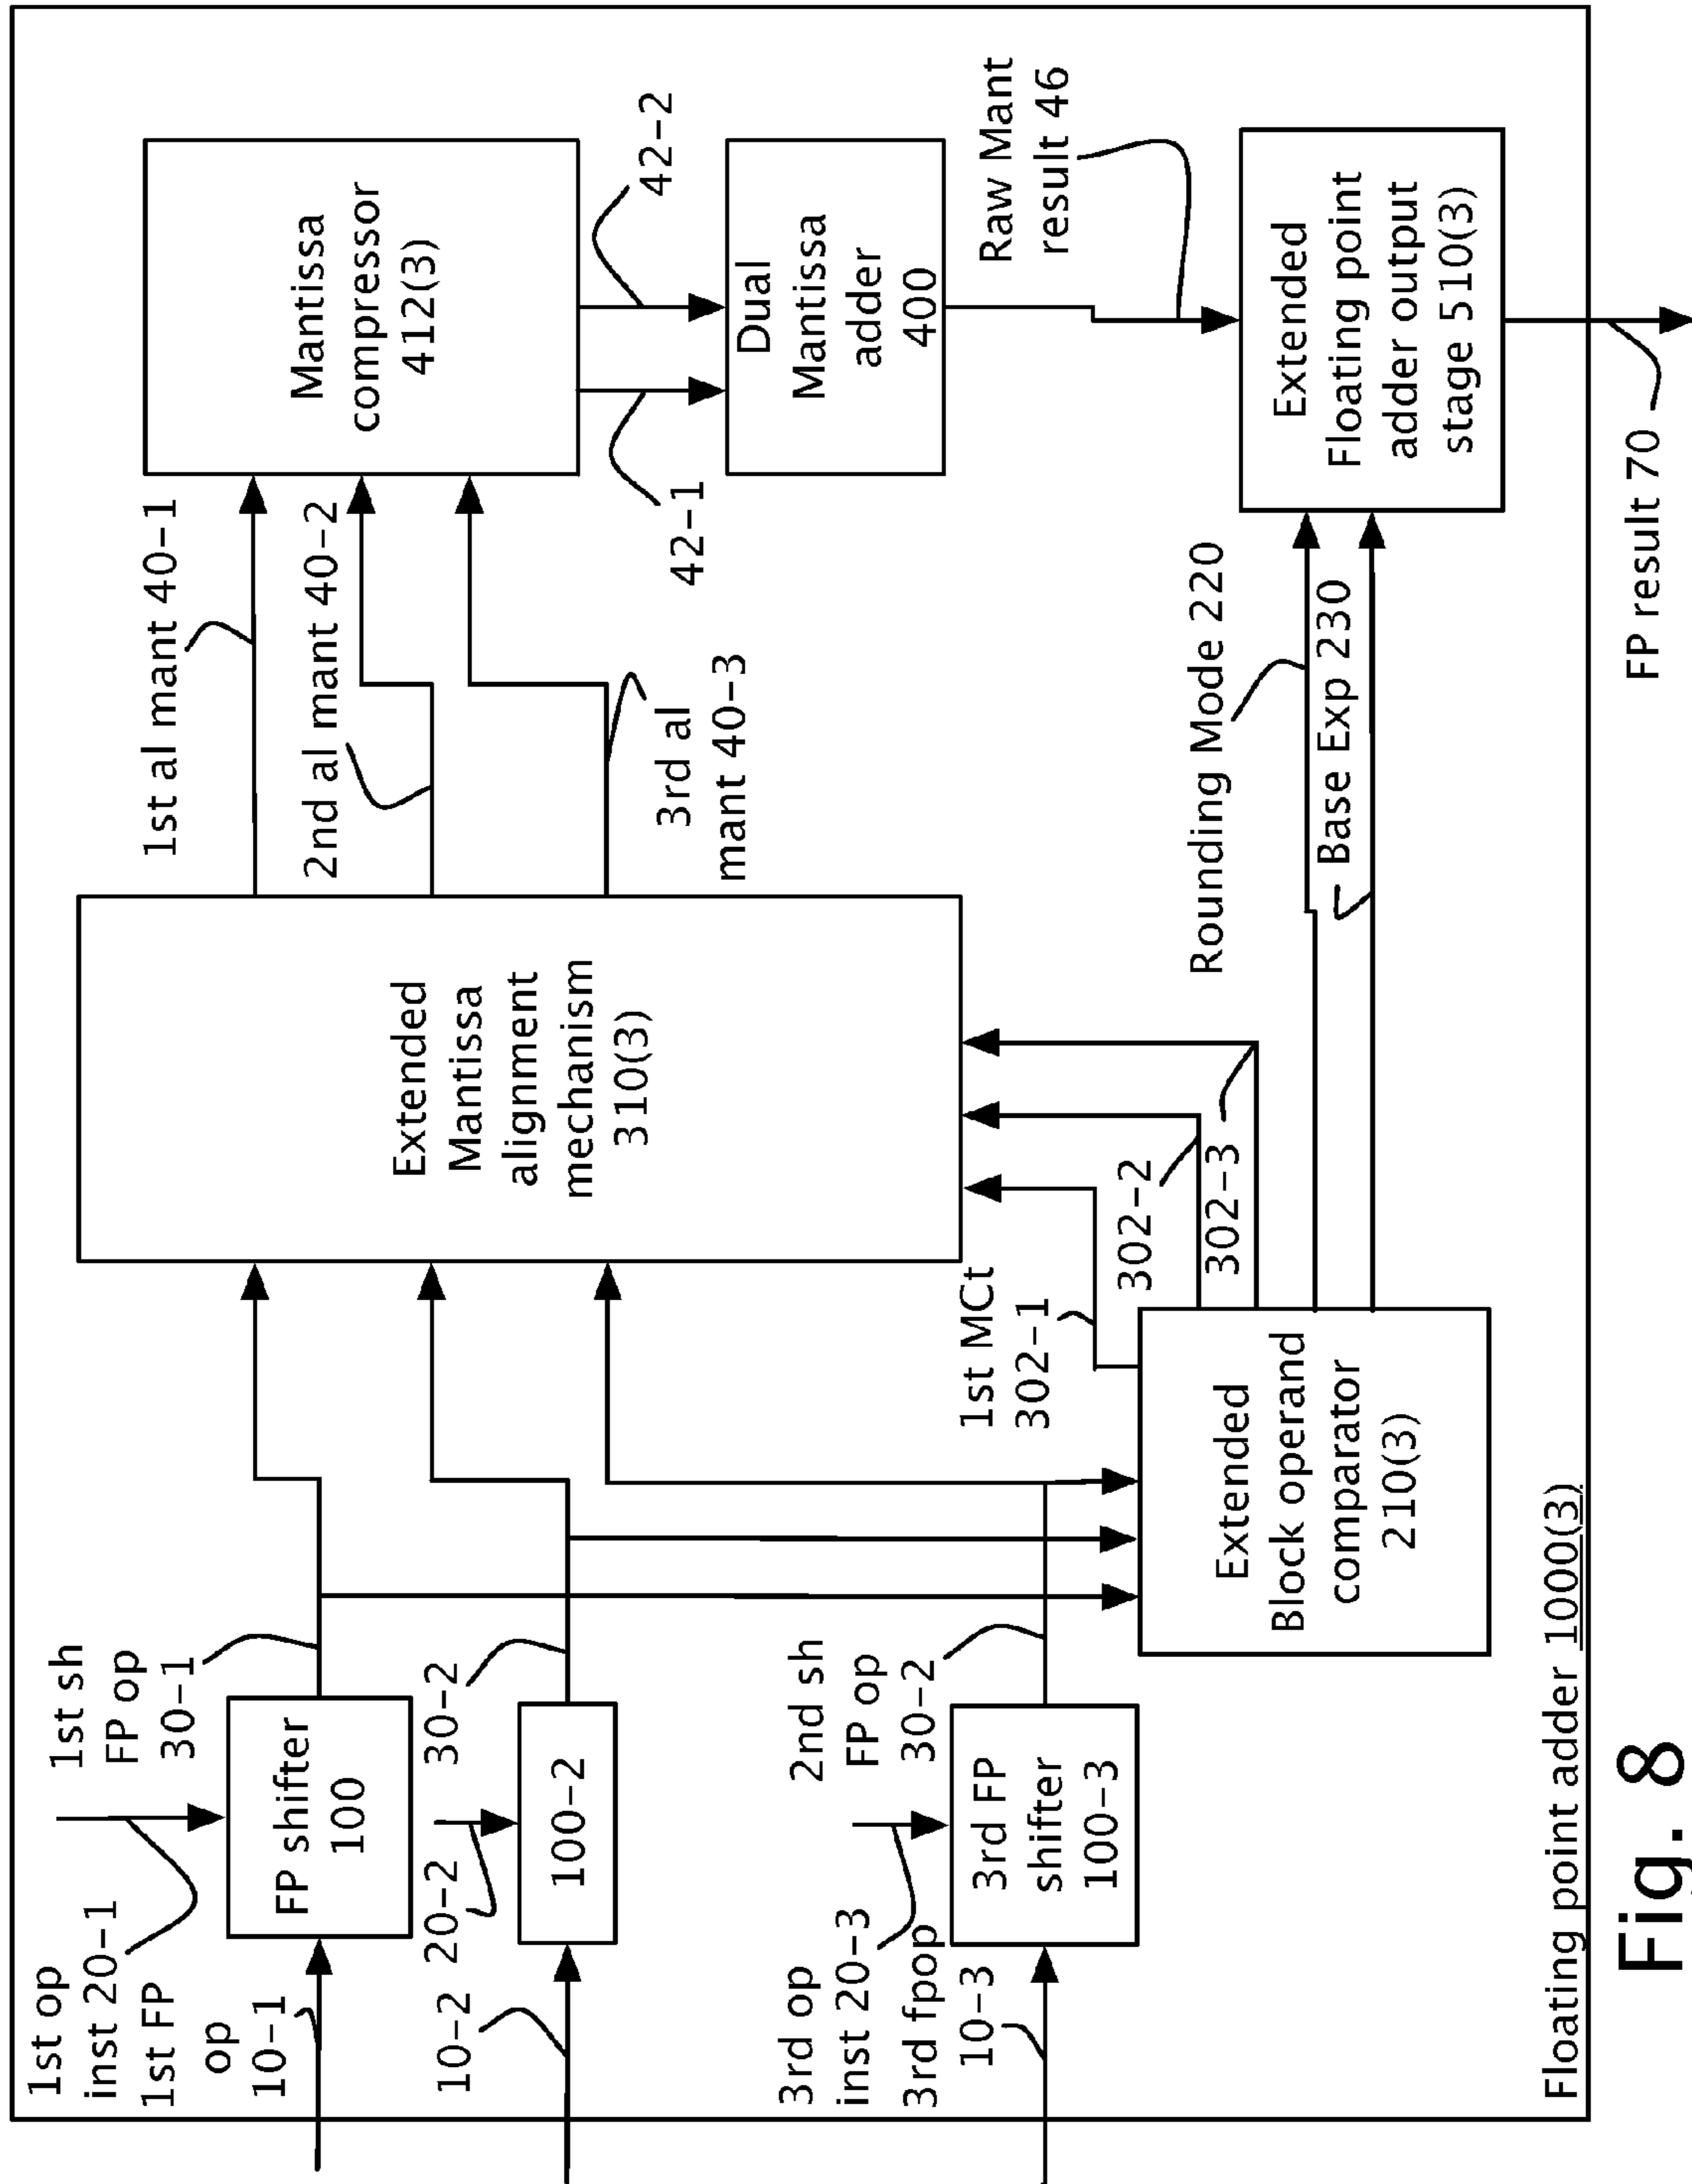 1st op
inst 20-1
1st FP
op
10-1
1st sh
FP op
30-1
FP shifter
100
10-2
20-2
30-2
100-2
3rd op
inst 20-3
3rd fpop
10-3
2nd sh
FP op
30-2
3rd FP
shifter
100-3
Extended
Block operand
comparator
210(3)
1st MCt
302-1
302-2
302-3
Extended
Mantissa
alignment
mechanism
310(3)
1st al mant 40-1
2nd al mant 40-2
3rd al
mant 40-3
Mantissa
compressor
412(3)
42-1
42-2
Dual
Mantissa
adder
400
Raw Mant
result 46
Rounding Mode 220
Base Exp 230
Extended
Floating point
adder output
stage 510(3)
FP result 70
Floating point adder 1000(3)
Fig. 8